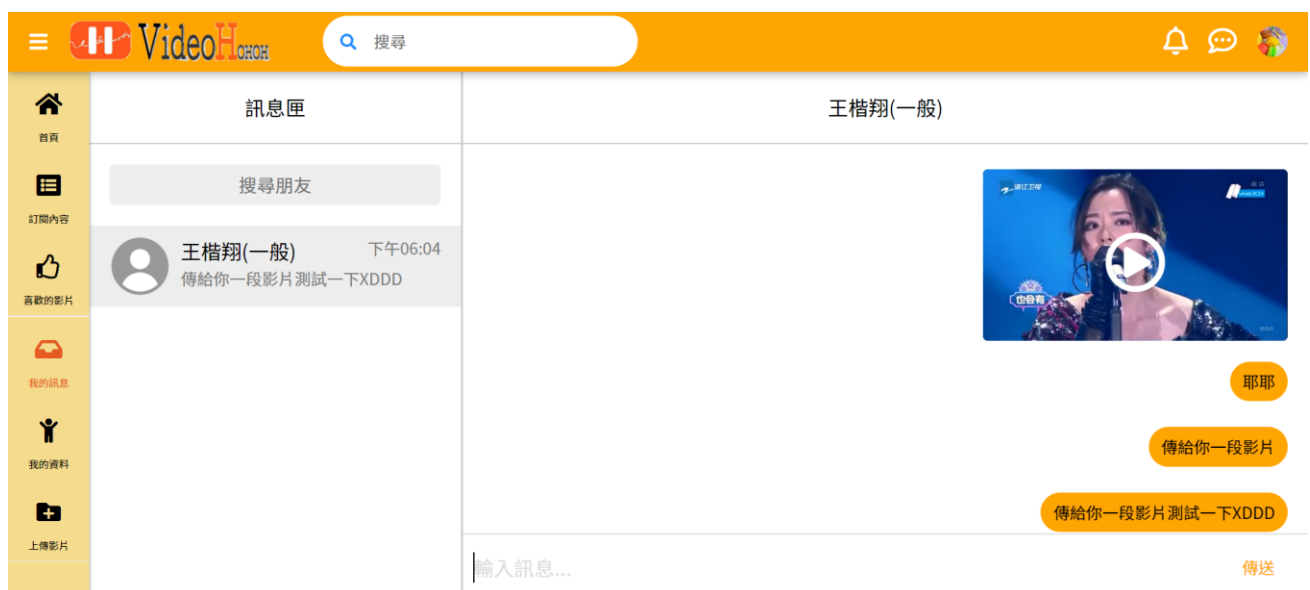 VideoHOHOH
搜尋
首頁
訂閱內容
喜歡的影片
我的訊息
我的資料
上傳影片
訊息匣
搜尋朋友
王楷翔(一般)
下午06:04
傳給你一段影片測試一下XDDD
王楷翔(一般)
浙江卫视
也会有
耶耶
傳給你一段影片
傳給你一段影片測試一下XDDD
輸入訊息...
傳送